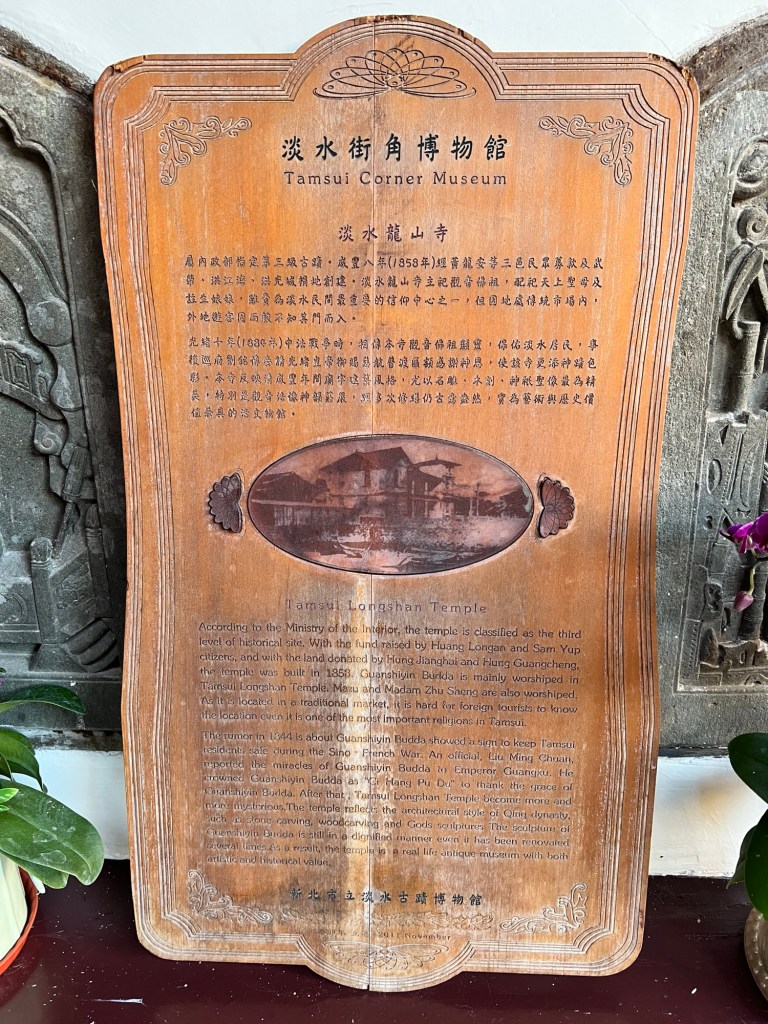 淡水街角博物館
Tamsui Corner Museum
淡水龍山寺
屬內政部指定第三級古蹟。咸豐八年(1858年)經黃龍安等三邑民眾募款及武
榮、洪江海、洪光城捐地創建。淡水龍山寺主祀觀音佛祖，配祀天上聖母及
註生娘娘，雖貴為淡水民間最重要的信仰中心之一，但因地處傳統市場內，
外地遊客因而般不知其門而入。
光緒十年(1884年)中法戰爭時，相傳本寺觀音佛祖顯靈，保佑淡水居民，
巡府劉銘傳奏請光緒皇帝御賜慈航普渡匾額感謝神恩，使該寺更添神蹟色
彩。本寺反映清咸豐年間廟宇建築風格，尤以石雕、木刻、神祇聖像最為精
美，特別是觀音法像神韻莊嚴，雖多次修繕仍古意盎然，實為藝術與歷史價
值兼具的活文物館。
Tamsui Longshan Temple
According to the Ministry of the Interior, the temple is classified as the third
level of historical site. With the fund raised by Huang Longan and Sam Yup
citizens, and with the land donated by Hung Jianghai and Hung Guangcheng,
the temple was built in 1858. Guanshiyin Budda is mainly worshiped in
Tamsui Longshan Temple. Mazu and Madam Zhu Sheng are also worshiped.
As it is located in a traditional market, it is hard for foreign tourists to know
the location even it is one of the most important religions in Tamsui.
The rumor in 1844 is about Guanshiyin Budda showed a sign to keep Tamsui
residents safe during the Sino - French War. An official, Liu Ming Chuan,
reported the miracles of Guanshiyin Budda to Emperor Guangxu. He
crowned Guanshiyin Budda as "Ci Hang Pu Du" to thank the grace of
Guanshiyin Budda. After that , Tamsui Longshan Temple become more and
more mysterious.The temple reflects the architectural style of Qing dynasty,
such as stone carving, woodcarving and Gods sculptures. The sculpture of
Guanshiyin Budda is still in a dignified manner even it has been renovated
several times.As a result, the temple is a real life antique museum with both
artistic and historical value.
新北市立淡水古蹟博物館
2011 November